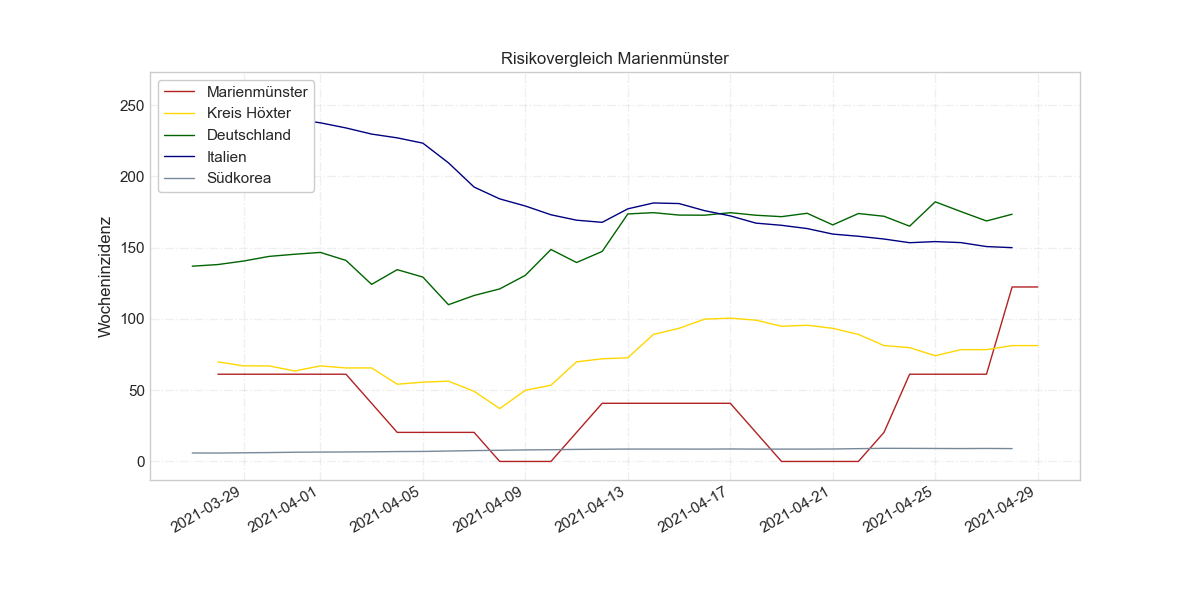 Risikovergleich Marienmünster
Marienmünster
Kreis Höxter
Deutschland
Italien
Südkorea
Wocheninzidenz
250
200
150
100
50
0
2021-03-29
2021-04-01
2021-04-05
2021-04-09
2021-04-13
2021-04-17
2021-04-21
2021-04-25
2021-04-29